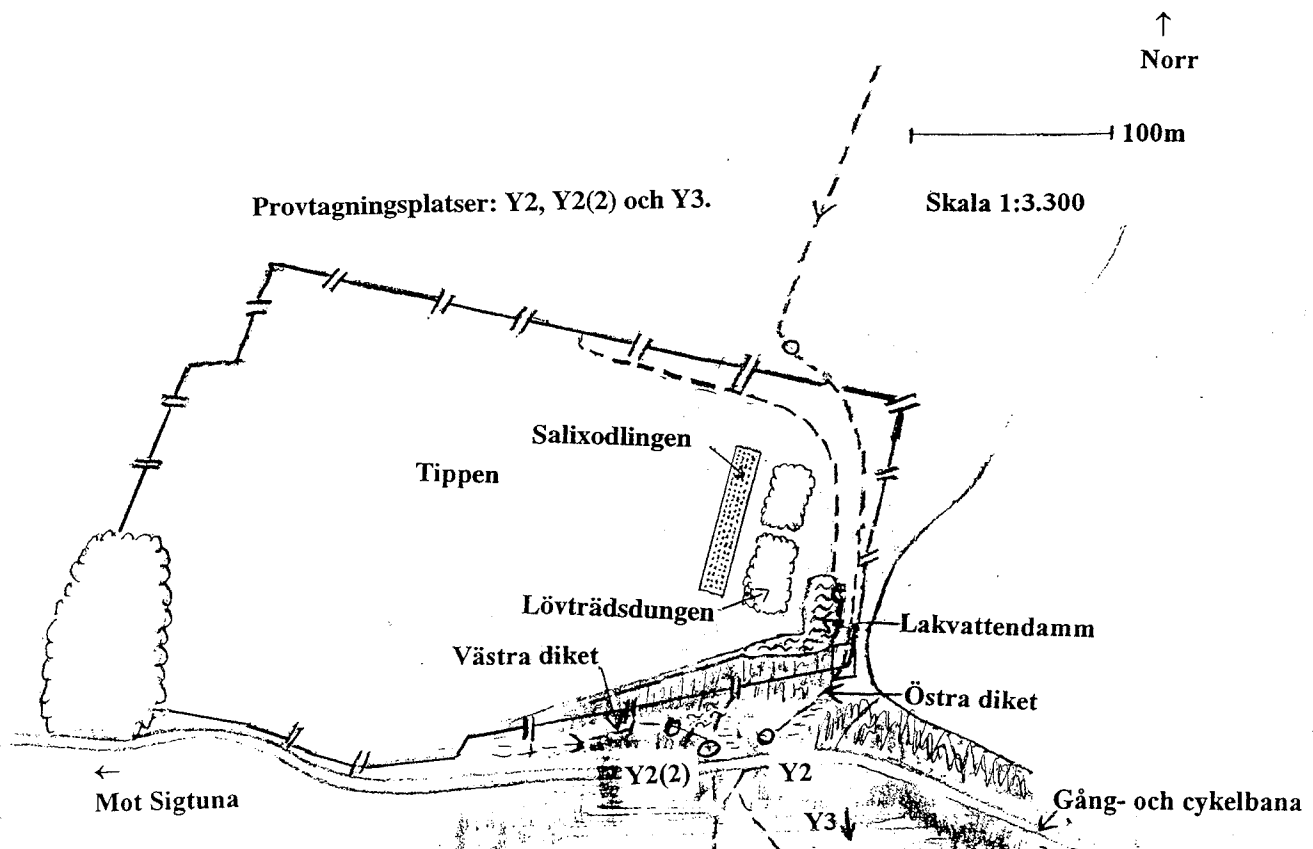 ↑
Norr
100m
Provtagningsplatser: Y2, Y2(2) och Y3.
Skala 1:3.300
Salixodlingen
Tippen
Lövträdsdungen
Lakvattendamm
Västra diket
Östra diket
Y2(2)
Y2
←
Mot Sigtuna
Gång- och cykelbana
Y3